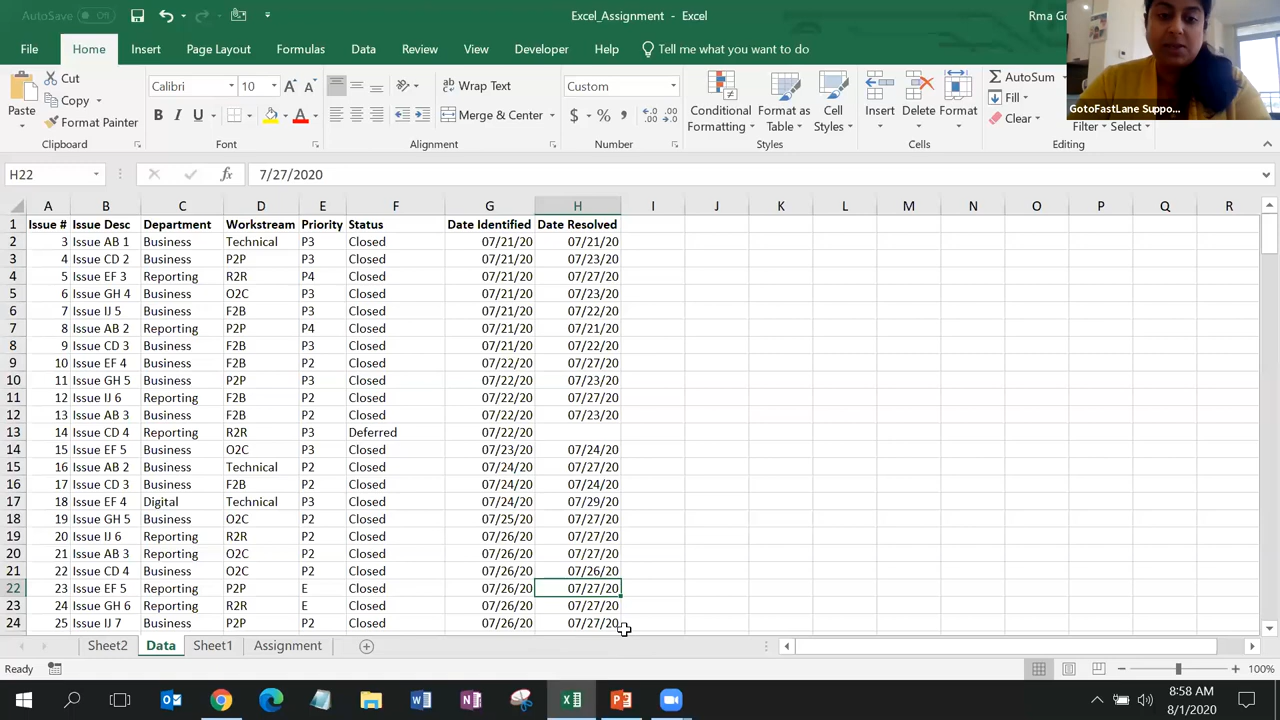 AutoSave Off Excel_Assignment - Excel Rma Go
File Home Insert Page Layout Formulas Data Review View Developer Help Tell me what you want to do
Paste Cut Copy Format Painter
Calibri 10 A A Wrap Text Custom
B I U A Merge & Center $ % ,
Conditional Formatting Format as Table Cell Styles Insert Delete Format
AutoSum Fill Clear Filter Select
GotoFastLane Suppo...
Clipboard Font Alignment Number Styles Cells Editing
H22 fx 7/27/2020
A B C D E F G H I J K L M N O P Q R
1 Issue # Issue Desc Department Workstream Priority Status Date Identified Date Resolved
2 3 Issue AB 1 Business Technical P3 Closed 07/21/20 07/21/20
3 4 Issue CD 2 Business P2P P3 Closed 07/21/20 07/23/20
4 5 Issue EF 3 Reporting R2R P4 Closed 07/21/20 07/27/20
5 6 Issue GH 4 Business O2C P3 Closed 07/21/20 07/23/20
6 7 Issue IJ 5 Business F2B P3 Closed 07/21/20 07/22/20
7 8 Issue AB 2 Reporting P2P P4 Closed 07/21/20 07/21/20
8 9 Issue CD 3 Business F2B P3 Closed 07/21/20 07/22/20
9 10 Issue EF 4 Business F2B P2 Closed 07/22/20 07/27/20
10 11 Issue GH 5 Business P2P P3 Closed 07/22/20 07/23/20
11 12 Issue IJ 6 Reporting F2B P2 Closed 07/22/20 07/27/20
12 13 Issue AB 3 Business F2B P2 Closed 07/22/20 07/23/20
13 14 Issue CD 4 Reporting R2R P3 Deferred 07/22/20
14 15 Issue EF 5 Business O2C P3 Closed 07/23/20 07/24/20
15 16 Issue AB 2 Business Technical P2 Closed 07/24/20 07/27/20
16 17 Issue CD 3 Business F2B P2 Closed 07/24/20 07/24/20
17 18 Issue EF 4 Digital Technical P3 Closed 07/24/20 07/29/20
18 19 Issue GH 5 Business O2C P2 Closed 07/25/20 07/27/20
19 20 Issue IJ 6 Reporting R2R P2 Closed 07/26/20 07/27/20
20 21 Issue AB 3 Reporting O2C P2 Closed 07/26/20 07/27/20
21 22 Issue CD 4 Business O2C P2 Closed 07/26/20 07/26/20
22 23 Issue EF 5 Reporting P2P E Closed 07/26/20 07/27/20
23 24 Issue GH 6 Reporting R2R E Closed 07/26/20 07/27/20
24 25 Issue IJ 7 Business P2P P2 Closed 07/26/20 07/27/20
Sheet2 Data Sheet1 Assignment
Ready 100%
8:58 AM
8/1/2020